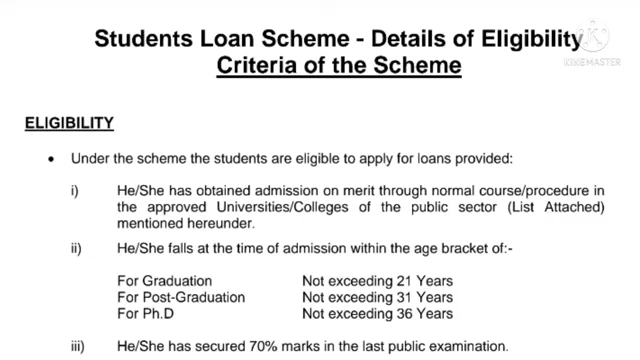 Students Loan Scheme - Details of Eligibility
Criteria of the Scheme
KINEMASTER
ELIGIBILITY
• Under the scheme the students are eligible to apply for loans provided:
i) He/She has obtained admission on merit through normal course/procedure in
the approved Universities/Colleges of the public sector (List Attached)
mentioned hereunder.
ii) He/She falls at the time of admission within the age bracket of:-
For Graduation Not exceeding 21 Years
For Post-Graduation Not exceeding 31 Years
For Ph.D Not exceeding 36 Years
iii) He/She has secured 70% marks in the last public examination.